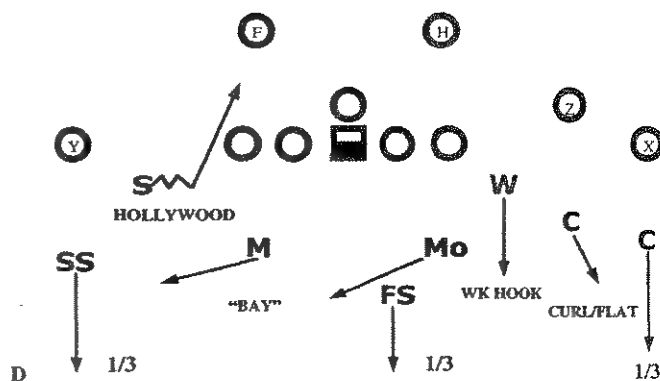 F
H
Z
Y
X
S
W
HOLLYWOOD
C
M
Mo
C
SS
FS
"BAY"
WK HOOK
CURL/FLAT
D
1/3
1/3
1/3